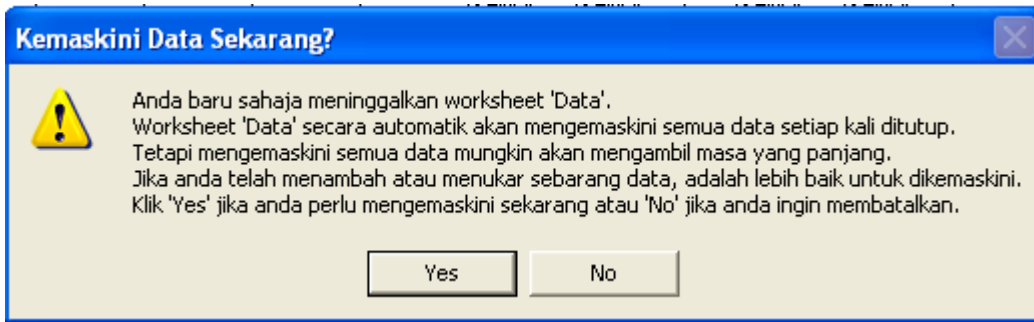 Kemaskini Data Sekarang?
Anda baru sahaja meninggalkan worksheet 'Data'.
Worksheet 'Data' secara automatik akan mengemaskini semua data setiap kali ditutup.
Tetapi mengemaskini semua data mungkin akan mengambil masa yang panjang.
Jika anda telah menambah atau menukar sebarang data, adalah lebih baik untuk dikemaskini.
Klik 'Yes' jika anda perlu mengemaskini sekarang atau 'No' jika anda ingin membatalkan.
Yes No